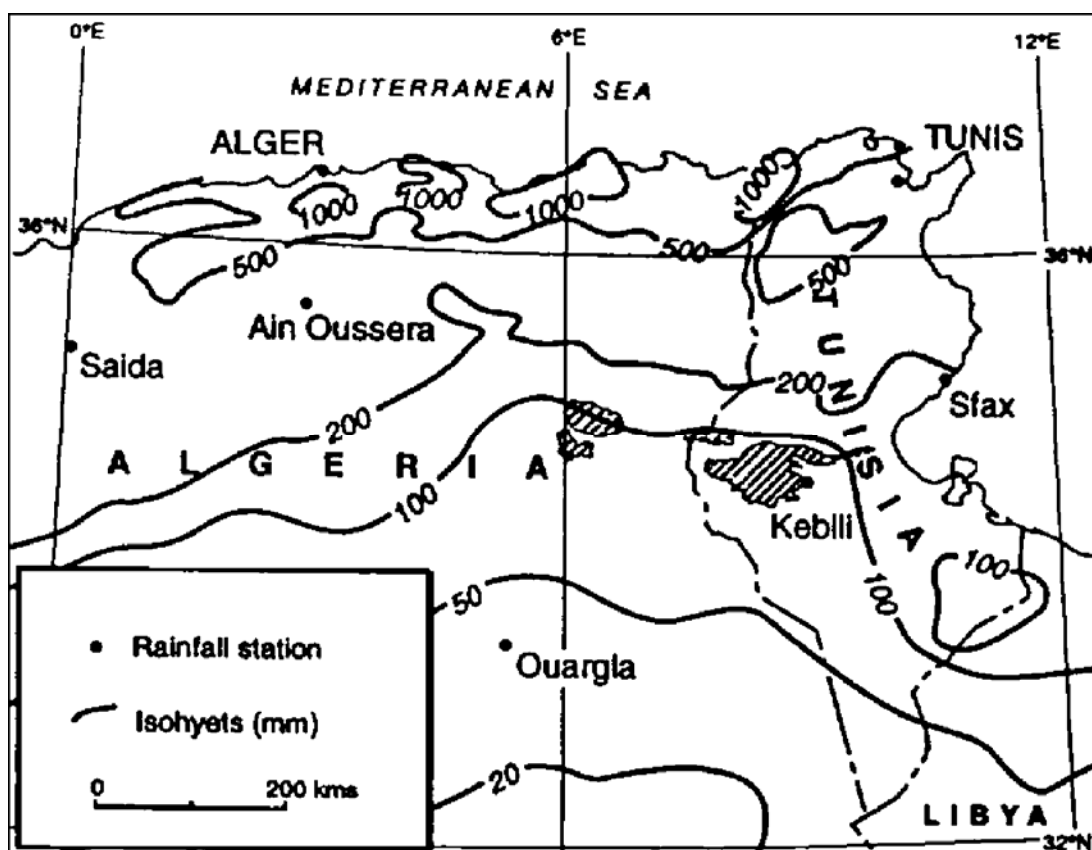 0°E
6°E
12°E
MEDITERRANEAN SEA
ALGER
TUNIS
1000
1000
1000
1000
36°N
36°N
500
500
500
Ain Oussera
Saida
200
200
Sfax
ALGERIA
TUNISIA
100
Keblli
100
100
50
Ouargla
20
Rainfall station
Isohyets (mm)
0 200 kms
LIBYA
32°N